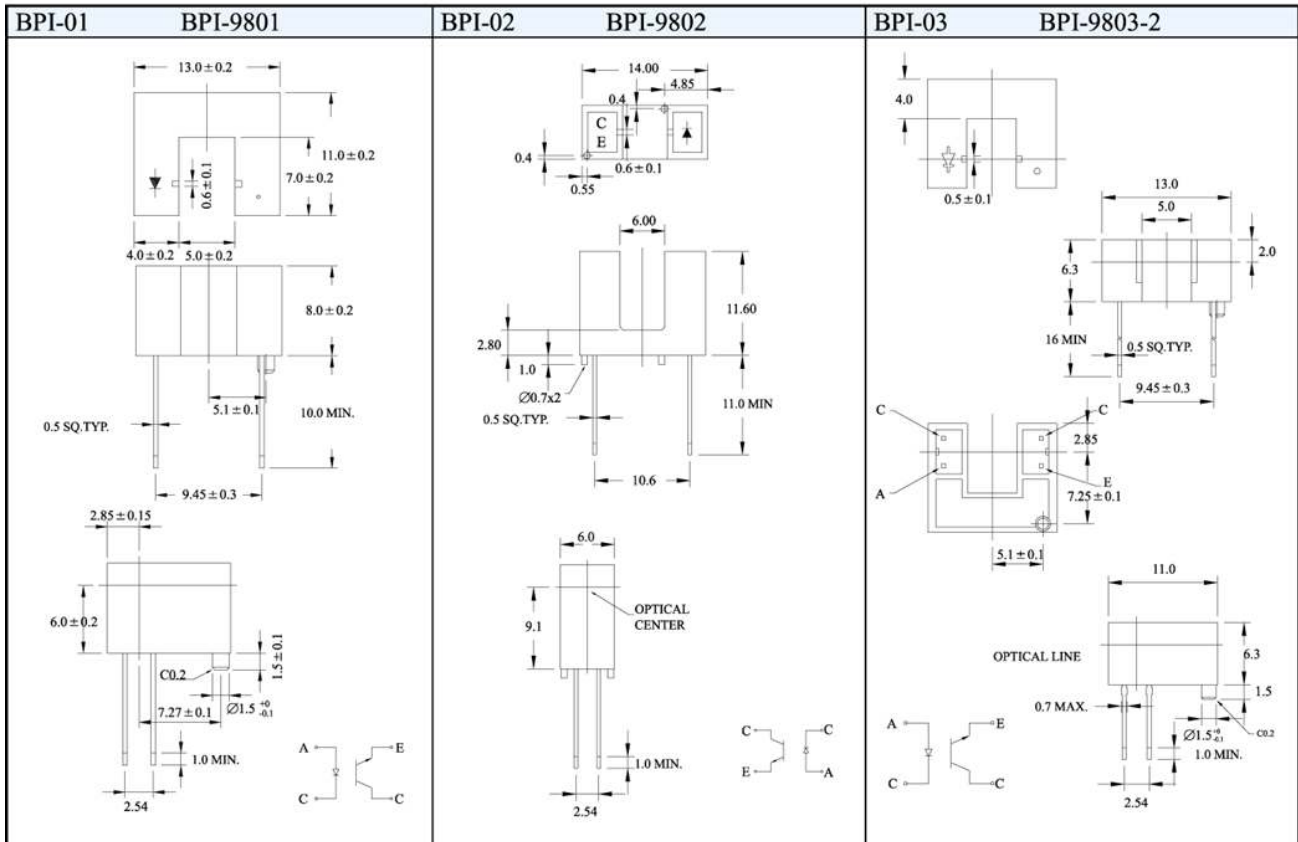 BPI-01 BPI-9801
13.0±0.2
11.0±0.2
7.0±0.2
0.6±0.1
4.0±0.2 5.0±0.2
8.0±0.2
5.1±0.1
10.0 MIN.
0.5 SQ.TYP.
9.45±0.3
2.85±0.15
6.0±0.2
1.5±0.1
C0.2
Ø1.5 +0 -0.1
7.27±0.1
1.0 MIN.
2.54
A E
C C
BPI-02 BPI-9802
14.00
4.85
0.4
C
E
0.4
0.6±0.1
0.55
6.00
11.60
2.80
1.0
Ø0.7x2
0.5 SQ.TYP.
11.0 MIN
10.6
6.0
OPTICAL
CENTER
9.1
1.0 MIN.
2.54
C C
E A
BPI-03 BPI-9803-2
4.0
0.5±0.1
13.0
5.0
2.0
6.3
16 MIN
0.5 SQ.TYP.
9.45±0.3
C C
2.85
A E
7.25±0.1
5.1±0.1
11.0
OPTICAL LINE
6.3
1.5
0.7 MAX.
Ø1.5
C0.2
1.0 MIN.
2.54
A E
C C